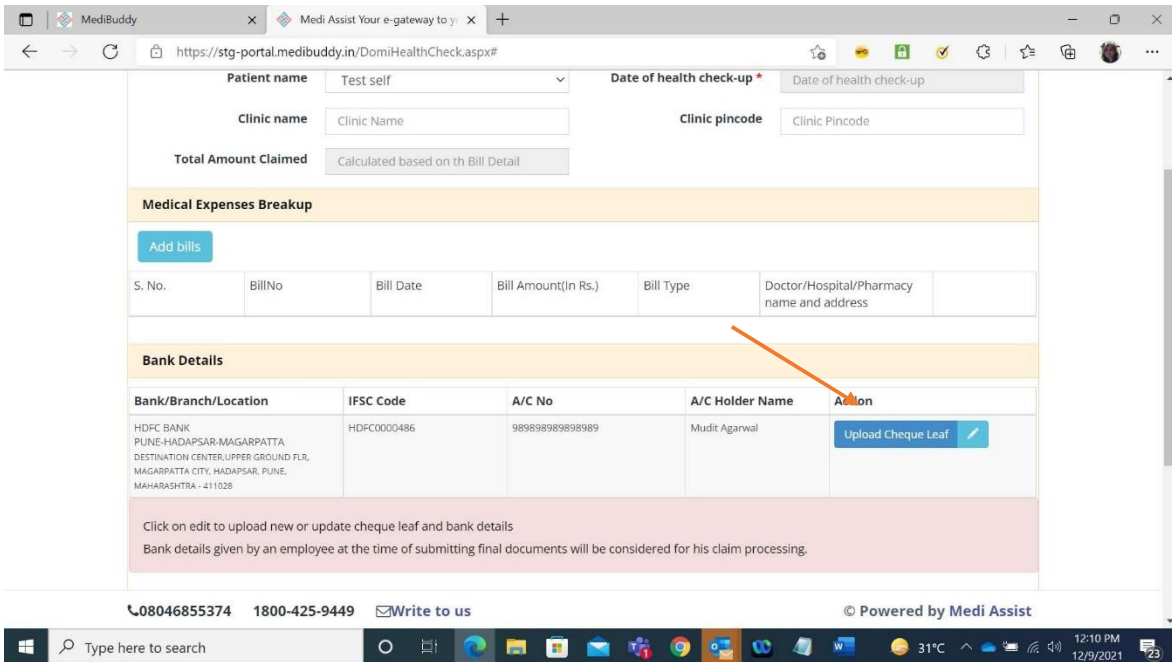 MediBuddy
Medi Assist Your e-gateway to y
https://stg-portal.medibuddy.in/DomiHealthCheck.aspx#
Patient name Test self Date of health check-up * Date of health check-up
Clinic name Clinic Name Clinic pincode Clinic Pincode
Total Amount Claimed Calculated based on th Bill Detail
Medical Expenses Breakup
Add bills
S. No. BillNo Bill Date Bill Amount(In Rs.) Bill Type Doctor/Hospital/Pharmacy
name and address
Bank Details
Bank/Branch/Location IFSC Code A/C No A/C Holder Name Action
HDFC BANK HDFC0000486 989898989898989 Mudit Agarwal Upload Cheque Leaf
PUNE-HADAPSAR-MAGARPATTA
DESTINATION CENTER,UPPER GROUND FLR,
MAGARPATTA CITY, HADAPSAR, PUNE,
MAHARASHTRA - 411028
Click on edit to upload new or update cheque leaf and bank details
Bank details given by an employee at the time of submitting final documents will be considered for his claim processing.
08046855374 1800-425-9449 Write to us © Powered by Medi Assist
Type here to search 31°C 12:10 PM
12/9/2021 23